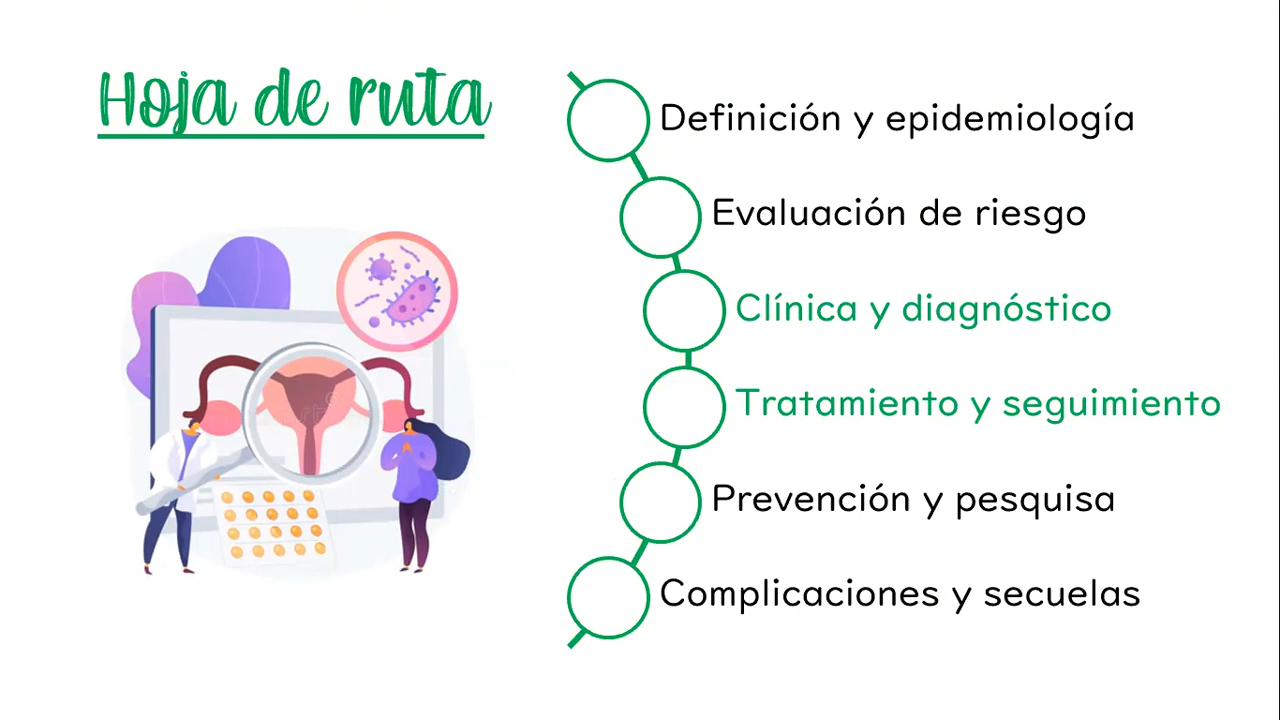 Hoja de ruta
Definición y epidemiología
Evaluación de riesgo
Clínica y diagnóstico
Tratamiento y seguimiento
Prevención y pesquisa
Complicaciones y secuelas